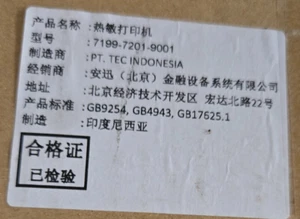 产品名称：热敏打印机
型号：7199-7201-9001
制造商：PT. TEC INDONESIA
经销商：安迅（北京）金融设备系统有限公司
地址：北京经济技术开发区 宏达北路22号
产品标准：GB9254, GB4943, GB17625.1
制造：印度尼西亚
合格证
已检验